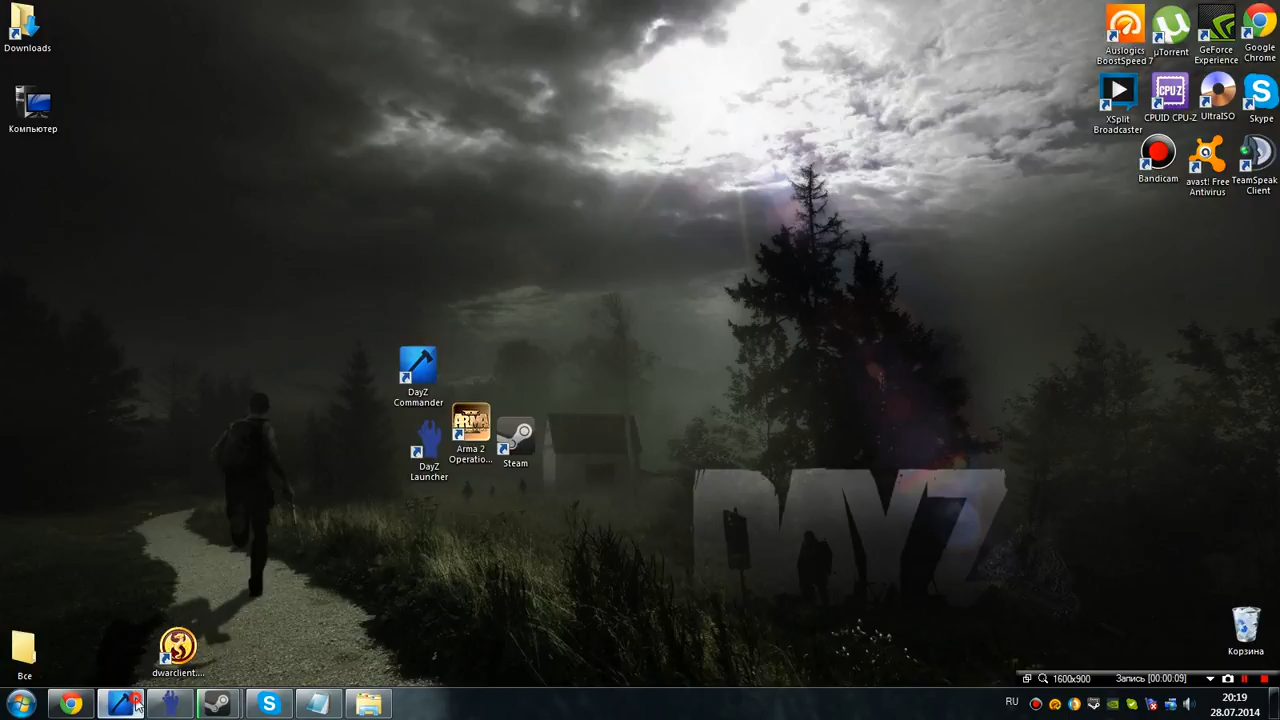 Downloads
Компьютер
Auslogics
BoostSpeed 7
µTorrent
GeForce
Experience
Google
Chrome
XSplit
Broadcaster
CPU-Z
CPUID CPU-Z
UltraISO
Skype
Bandicam
avast! Free
Antivirus
TeamSpeak
Client
DayZ
Commander
ARMA
Arma 2
Operatio...
DayZ
Launcher
Steam
DAYZ
Все
dwarclient....
Корзина
1600x900
Запись [00:00:09]
RU
20:19
28.07.2014